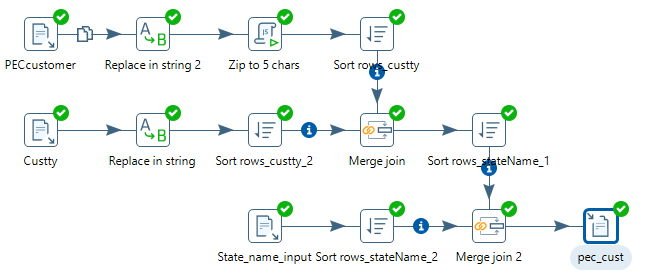 PECcustomer
Replace in string 2
Zip to 5 chars
Sort rows_custty
Custty
Replace in string
Sort rows_custty_2
Merge join
Sort rows_stateName_1
State_name_input
Sort rows_stateName_2
Merge join 2
pec_cust